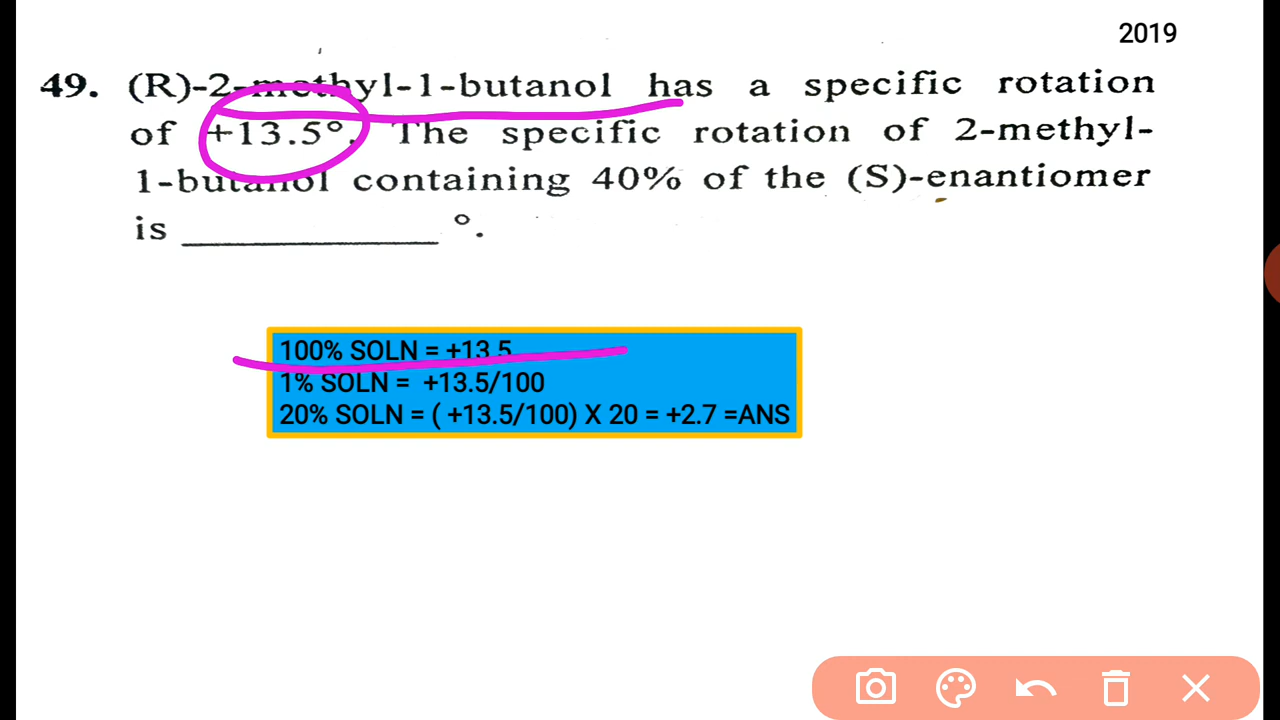 2019
49. (R)-2-methyl-1-butanol has a specific rotation
of +13.5°. The specific rotation of 2-methyl-
1-butanol containing 40% of the (S)-enantiomer
is ______________ °.
100% SOLN = +13.5
1% SOLN = +13.5/100
20% SOLN = ( +13.5/100) X 20 = +2.7 =ANS